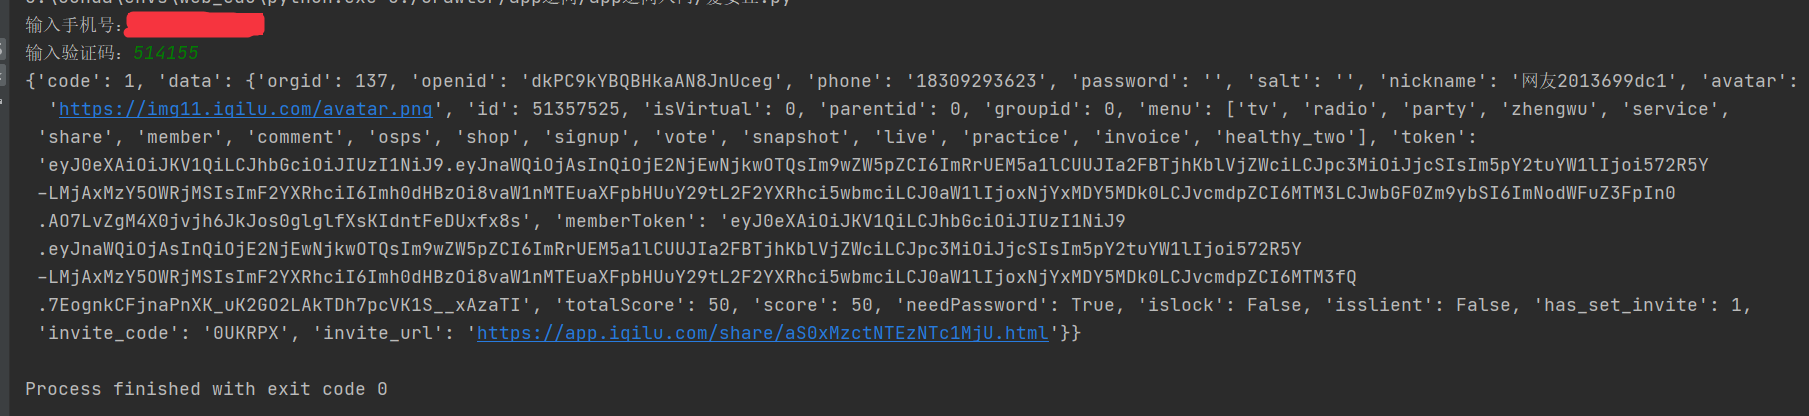 输入手机号:
输入验证码: 514155
{'code': 1, 'data': {'orgid': 137, 'openid': 'dkPC9kYBQBHkaAN8JnUceg', 'phone': '18309293623', 'password': '', 'salt': '', 'nickname': '网友2013699dc1', 'avatar':
'https://img11.iqilu.com/avatar.png', 'id': 51357525, 'isVirtual': 0, 'parentid': 0, 'groupid': 0, 'menu': ['tv', 'radio', 'party', 'zhengwu', 'service',
'share', 'member', 'comment', 'osps', 'shop', 'signup', 'vote', 'snapshot', 'live', 'practice', 'invoice', 'healthy_two'], 'token':
'eyJ0eXAiOiJKV1QiLCJhbGciOiJIUzI1NiJ9.eyJnaWQiOjAsInQiOjE2NjEwNjkwOTQsIm9wZW5pZCI6ImRrUEM5a1lCUUJIa2FBTjhKblVjZWciLCJpc3MiOiJjcSIsIm5pY2tuYW1lIjoi572R5Y
-LMjAxMzY5OWRjMSIsImF2YXRhciI6Imh0dHBzOi8vaW1nMTEuaXFpbHUuY29tL2F2YXRhci5wbmciLCJ0aW1lIjoxNjYxMDY5MDk0LCJvcmdpZCI6MTM3LCJwbGF0Zm9ybSI6ImNodWFuZ3FpIn0
.AO7LvZgM4X0jvjh6JkJos0glglfXsKIdntFeDUxfx8s', 'memberToken': 'eyJ0eXAiOiJKV1QiLCJhbGciOiJIUzI1NiJ9
.eyJnaWQiOjAsInQiOjE2NjEwNjkwOTQsIm9wZW5pZCI6ImRrUEM5a1lCUUJIa2FBTjhKblVjZWciLCJpc3MiOiJjcSIsIm5pY2tuYW1lIjoi572R5Y
-LMjAxMzY5OWRjMSIsImF2YXRhciI6Imh0dHBzOi8vaW1nMTEuaXFpbHUuY29tL2F2YXRhci5wbmciLCJ0aW1lIjoxNjYxMDY5MDk0LCJvcmdpZCI6MTM3fQ
.7EognkCFjnaPnXK_uK2GO2LAkTDh7pcVK1S__xAzaTI', 'totalScore': 50, 'score': 50, 'needPassword': True, 'islock': False, 'isslient': False, 'has_set_invite': 1,
'invite_code': '0UKRPX', 'invite_url': 'https://app.iqilu.com/share/aS0xMzctNTEzNTc1MjU.html'}}
Process finished with exit code 0